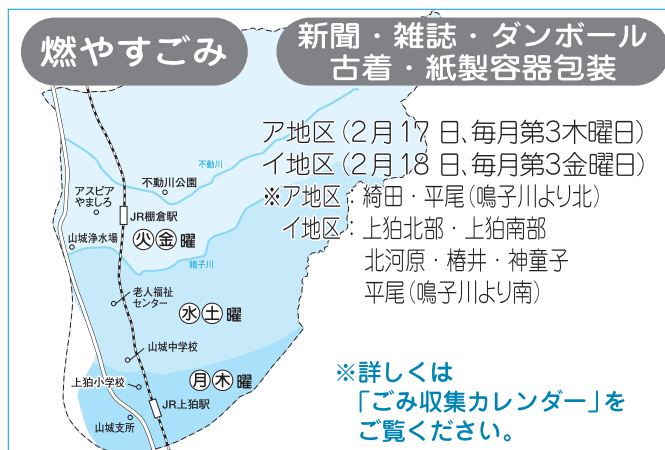 燃やすごみ
新聞・雑誌・ダンボール
古着・紙製容器包装
ア地区(2月17日、毎月第3木曜日)
イ地区(2月18日、毎月第3金曜日)
※ア地区:綺田・平尾(鳴子川より北)
イ地区:上狛北部・上狛南部
北河原・椿井・神童子
平尾(鳴子川より南)
不動川
不動川公園
アスピア
やましろ
JR棚倉駅
山城浄水場
火金曜
鳴子川
老人福祉
センター
水土曜
山城中学校
上狛小学校
月木曜
JR上狛駅
山城支所
※詳しくは
「ごみ収集カレンダー」を
ご覧ください。